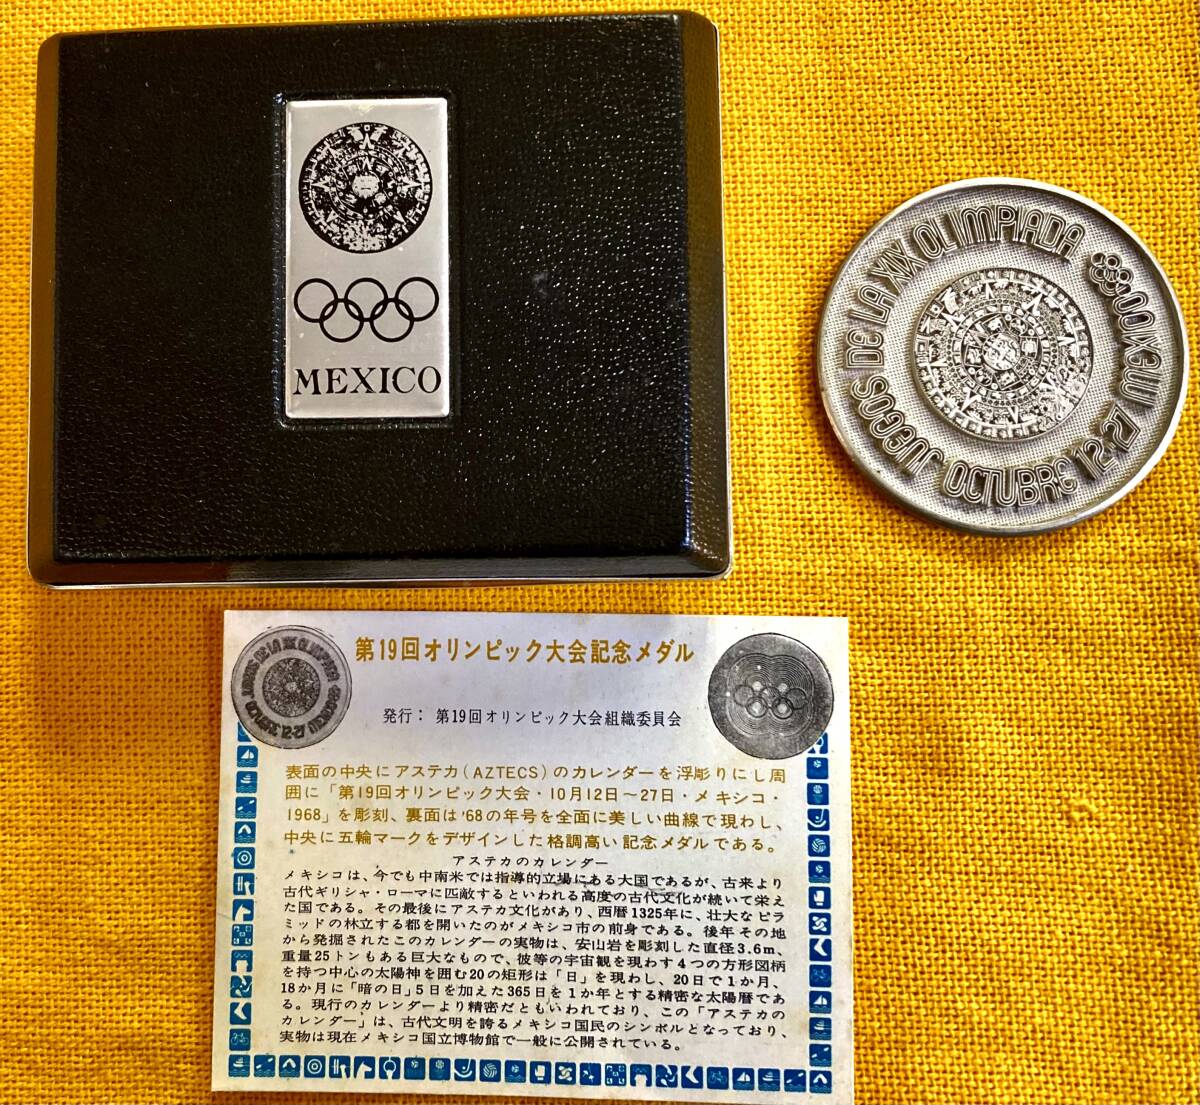 MEXICO
JUEGOS DE LA XIX OLIMPIADA
MEXICO
OCTUBRE 12-27
第19回オリンピック大会記念メダル
発行： 第19回オリンピック大会組織委員会
表面の中央にアステカ(AZTECS)のカレンダーを浮彫りにし周
囲に「第19回オリンピック大会・10月12日〜27日・メキシコ・
1968」を彫刻、裏面は'68の年号を全面に美しい曲線で現わし、
中央に五輪マークをデザインした格調高い記念メダルである。
アステカのカレンダー
メキシコは、今でも中南米では指導的立場にある大国であるが、古来より
古代ギリシャ・ローマに匹敵するといわれる高度の古代文化が続いて栄え
た国である。その最後にアステカ文化があり、西暦1325年に、壮大なピラ
ミッドの林立する都を開いたのがメキシコ市の前身である。後年その地
から発掘されたこのカレンダーの実物は、安山岩を彫刻した直径3.6m、
重量25トンもある巨大なもので、彼等の宇宙観を現わす4つの方形図柄
を持つ中心の太陽神を囲む20の矩形は「日」を現わし、20日で1か月、
18か月に「暗の日」5日を加えた365日を1か年とする精密な太陽暦であ
る。現行のカレンダーより精密だともいわれており、この「アステカの
カレンダー」は、古代文明を誇るメキシコ国民のシンボルとなっており、
実物は現在メキシコ国立博物館で一般に公開されている。